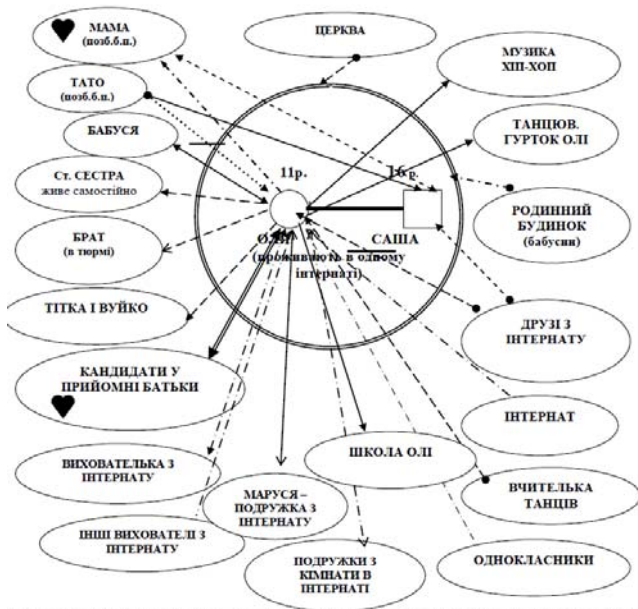 МАМА
(позб.б.п.)
ТАТО
(позб.б.п.)
БАБУСЯ
Ст. СЕСТРА
живе самостійно
БРАТ
(в тюрмі)
ТІТКА І ВУЙКО
КАНДИДАТИ У
ПРИЙОМНІ БАТЬКИ
ВИХОВАТЕЛЬКА З
ІНТЕРНАТУ
ІНШІ ВИХОВАТЕЛІ З
ІНТЕРНАТУ
ЦЕРКВА
11р.
16р.
ОЛЯ
САША
(проживають в одному
інтернаті)
МАРУСЯ –
ПОДРУЖКА З
ІНТЕРНАТУ
ШКОЛА ОЛІ
ПОДРУЖКИ З
КІМНАТИ В
ІНТЕРНАТІ
МУЗИКА
ХІП-ХОП
ТАНЦЮВ.
ГУРТОК ОЛІ
РОДИННИЙ
БУДИНОК
(бабусин)
ДРУЗІ З
ІНТЕРНАТУ
ІНТЕРНАТ
ВЧИТЕЛЬКА
ТАНЦІВ
ОДНОКЛАСНИКИ